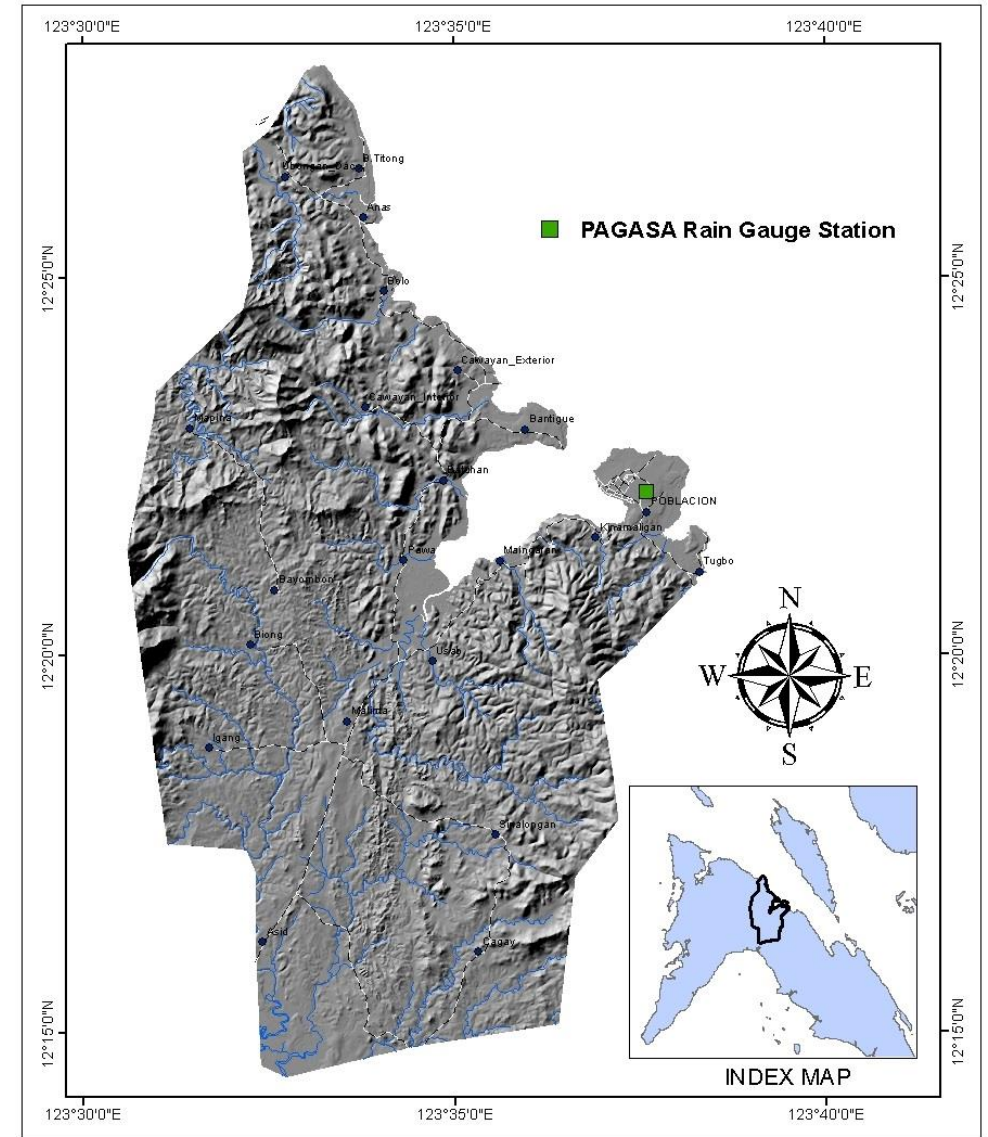 123°30'0"E 123°35'0"E 123°40'0"E
B.Titong
Anas
PAGASA Rain Gauge Station
12°25'0"N 12°25'0"N
Bolo
Cawayan_Exterior
Cawayan_Interior
Mapina
Bantigue
Batuhan
POBLACION
Kinamaligan
Pawa
Maingaran
Tugbo
Bayombon
N
Biong
12°20'0"N 12°20'0"N
Usab
W E
Malinta
Igang
S
Sinalongan
Asid
Cagay
12°15'0"N 12°15'0"N
INDEX MAP
123°30'0"E 123°35'0"E 123°40'0"E